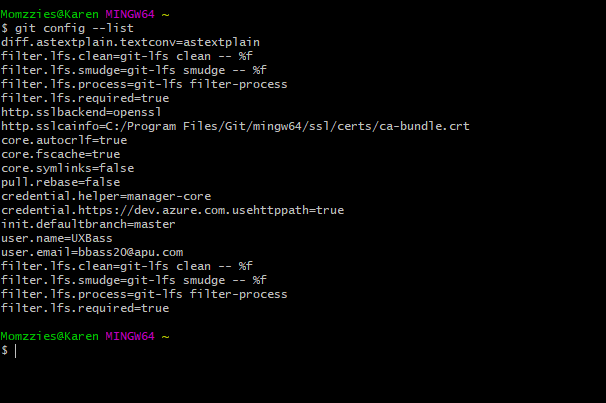 Momzzies@Karen MINGW64 ~
$ git config --list
diff.astextplain.textconv=astextplain
filter.lfs.clean=git-lfs clean -- %f
filter.lfs.smudge=git-lfs smudge -- %f
filter.lfs.process=git-lfs filter-process
filter.lfs.required=true
http.sslbackend=openssl
http.sslcainfo=C:/Program Files/Git/mingw64/ssl/certs/ca-bundle.crt
core.autocrlf=true
core.fscache=true
core.symlinks=false
pull.rebase=false
credential.helper=manager-core
credential.https://dev.azure.com.usehttppath=true
init.defaultbranch=master
user.name=UXBass
user.email=bbass20@apu.com
filter.lfs.clean=git-lfs clean -- %f
filter.lfs.smudge=git-lfs smudge -- %f
filter.lfs.process=git-lfs filter-process
filter.lfs.required=true
Momzzies@Karen MINGW64 ~
$